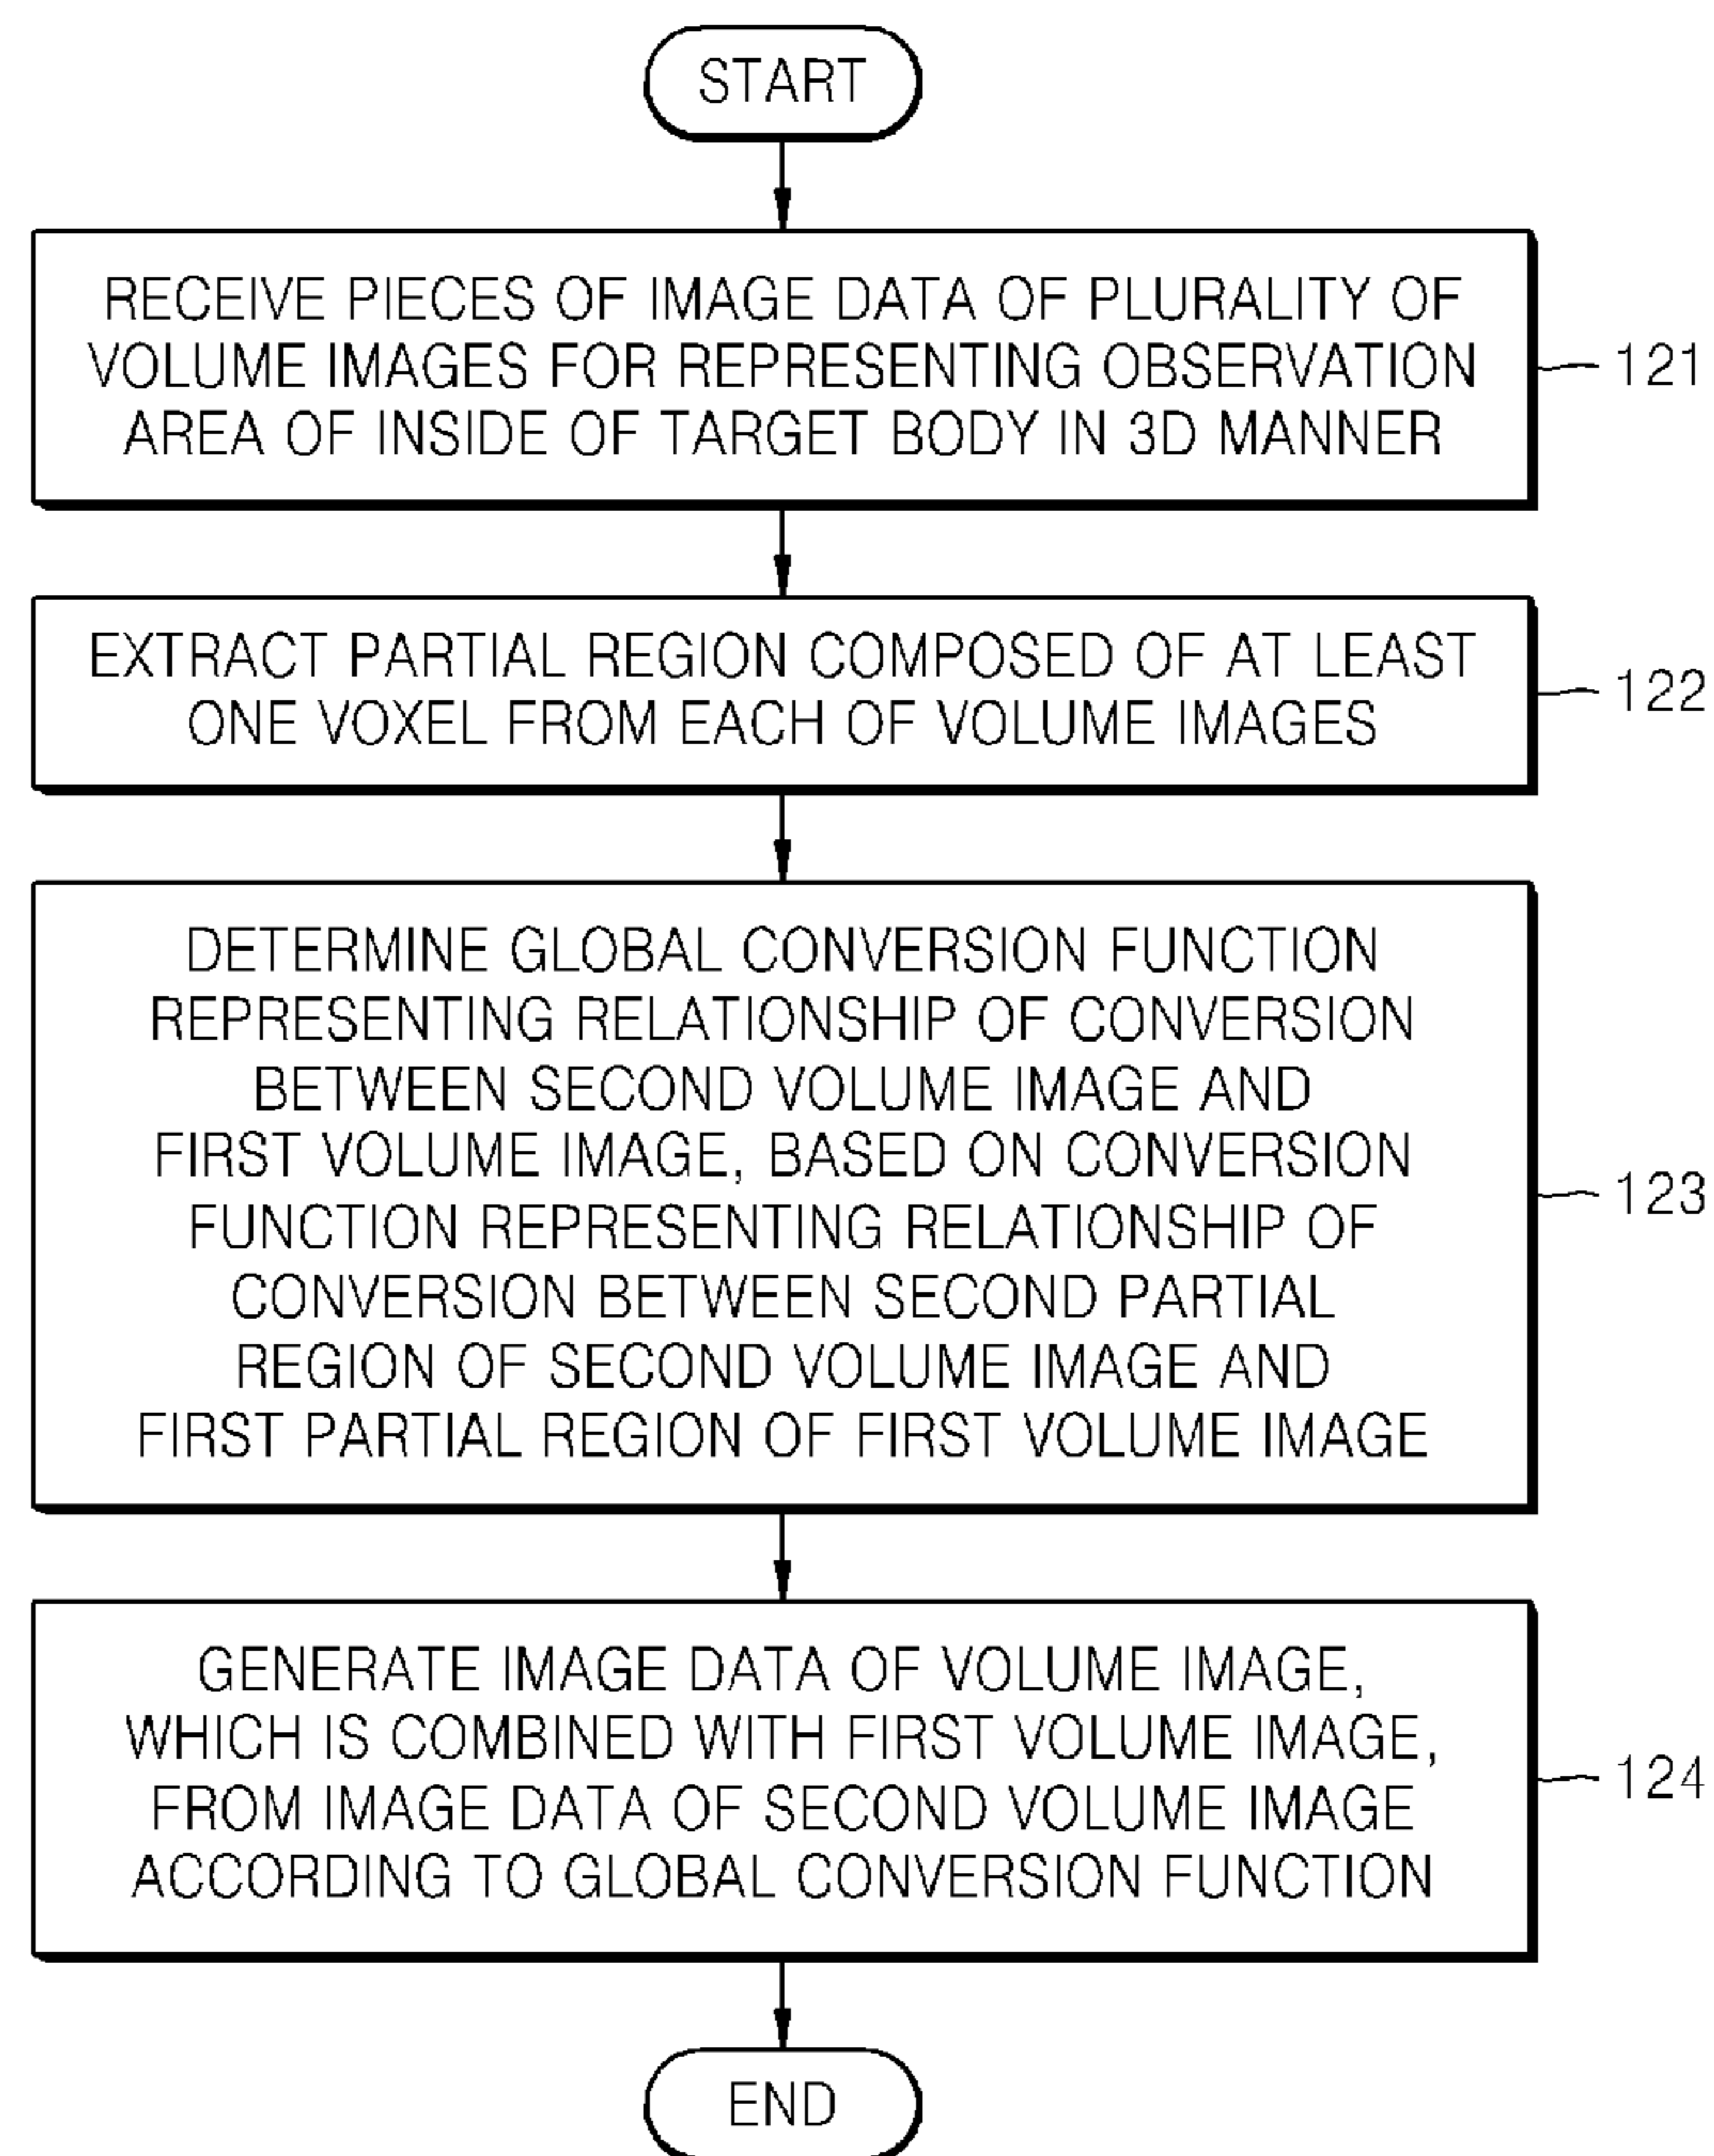 START
RECEIVE PIECES OF IMAGE DATA OF PLURALITY OF
VOLUME IMAGES FOR REPRESENTING OBSERVATION
AREA OF INSIDE OF TARGET BODY IN 3D MANNER
121
EXTRACT PARTIAL REGION COMPOSED OF AT LEAST
ONE VOXEL FROM EACH OF VOLUME IMAGES
122
DETERMINE GLOBAL CONVERSION FUNCTION
REPRESENTING RELATIONSHIP OF CONVERSION
BETWEEN SECOND VOLUME IMAGE AND
FIRST VOLUME IMAGE, BASED ON CONVERSION
FUNCTION REPRESENTING RELATIONSHIP OF
CONVERSION BETWEEN SECOND PARTIAL
REGION OF SECOND VOLUME IMAGE AND
FIRST PARTIAL REGION OF FIRST VOLUME IMAGE
123
GENERATE IMAGE DATA OF VOLUME IMAGE,
WHICH IS COMBINED WITH FIRST VOLUME IMAGE,
FROM IMAGE DATA OF SECOND VOLUME IMAGE
ACCORDING TO GLOBAL CONVERSION FUNCTION
124
END